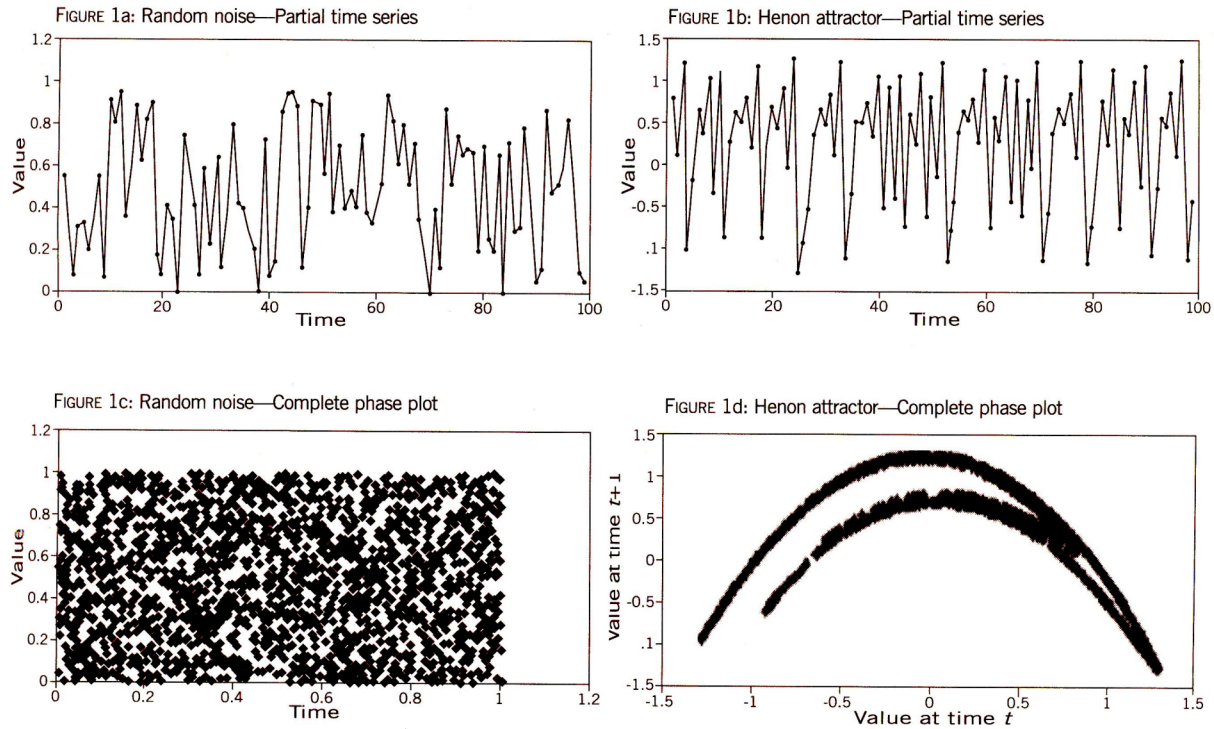 FIGURE 1a: Random noise—Partial time series
1.2
1
0.8
0.6
0.4
0.2
0
Value
0 20 40 60 80 100
Time
FIGURE 1b: Henon attractor—Partial time series
1.5
1
0.5
0
-0.5
-1
-1.5
Value
0 20 40 60 80 100
Time
FIGURE 1c: Random noise—Complete phase plot
1.2
1
0.8
0.6
0.4
0.2
0
Value
0 0.2 0.4 0.6 0.8 1 1.2
Time
FIGURE 1d: Henon attractor—Complete phase plot
1.5
1
0.5
0
-0.5
-1
-1.5
Value at time t+1
-1.5 -1 -0.5 0 0.5 1 1.5
Value at time t